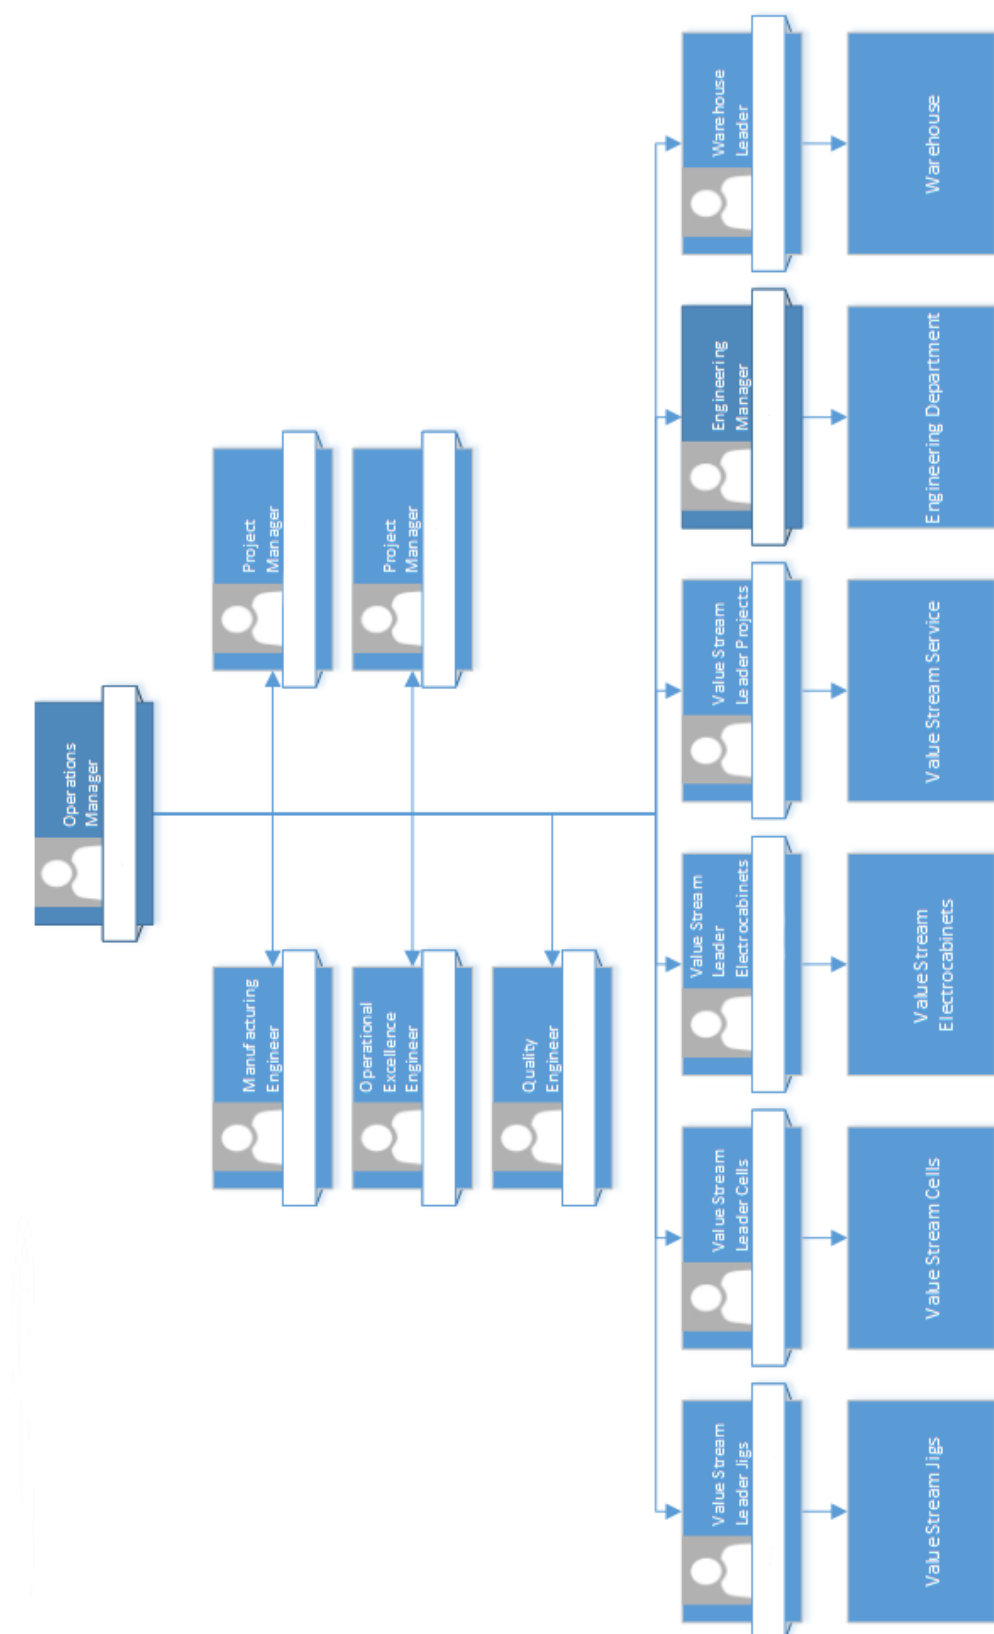 Operations
Manager
Manufacturing
Engineer
Project
Manager
Operational
Excellence
Engineer
Project
Manager
Quality
Engineer
Value Stream
Leader Jigs
Value Stream
Leader Cells
Value Stream
Leader
Electrocabinets
Value Stream
Leader Projects
Engineering
Manager
Warehouse
Leader
Value Stream Jigs
Value Stream Cells
Value Stream
Electrocabinets
Value Stream Service
Engineering Department
Warehouse